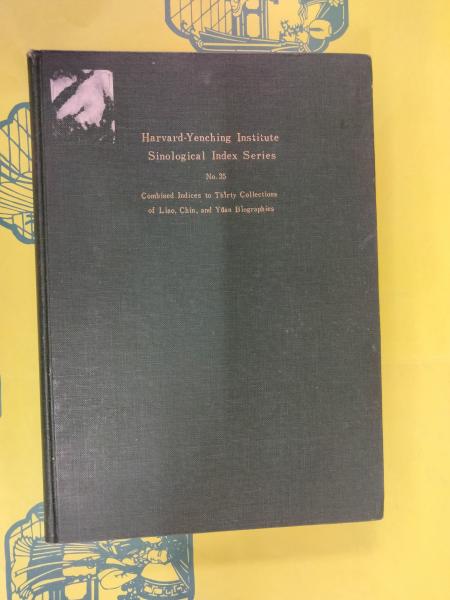 Harvard-Yenching Institute
Sinological Index Series
No. 35
Combined Indices to Thirty Collections
of Liao, Chin, and Yüan Biographies